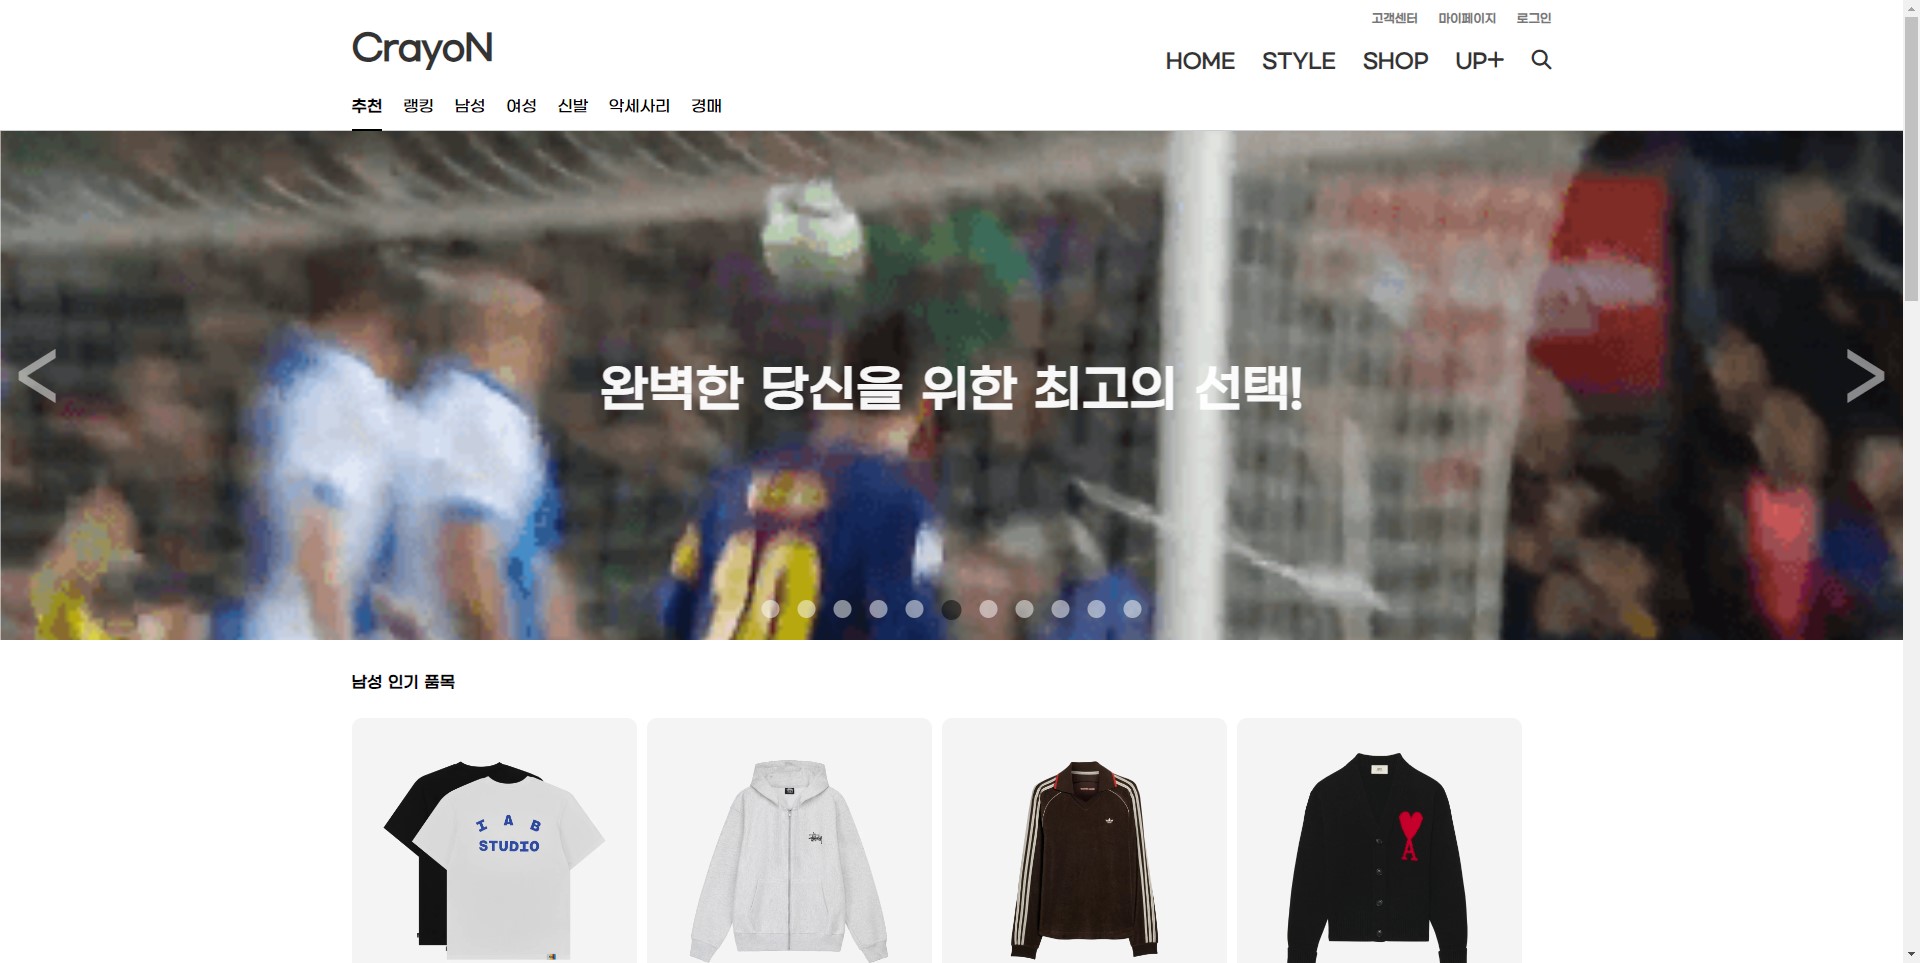 고객센터 마이페이지 로그인
CrayoN
HOME STYLE SHOP UP+
추천 랭킹 남성 여성 신발 악세사리 경매
< >
완벽한 당신을 위한 최고의 선택!
남성 인기 품목
I A B
STUDIO
A